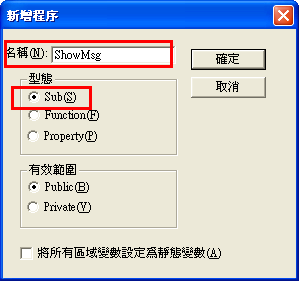 新增程序
名稱(N): ShowMsg
確定
取消
型態
Sub(S)
Function(F)
Property(P)
有效範圍
Public(B)
Private(V)
將所有區域變數設定為靜態變數(A)